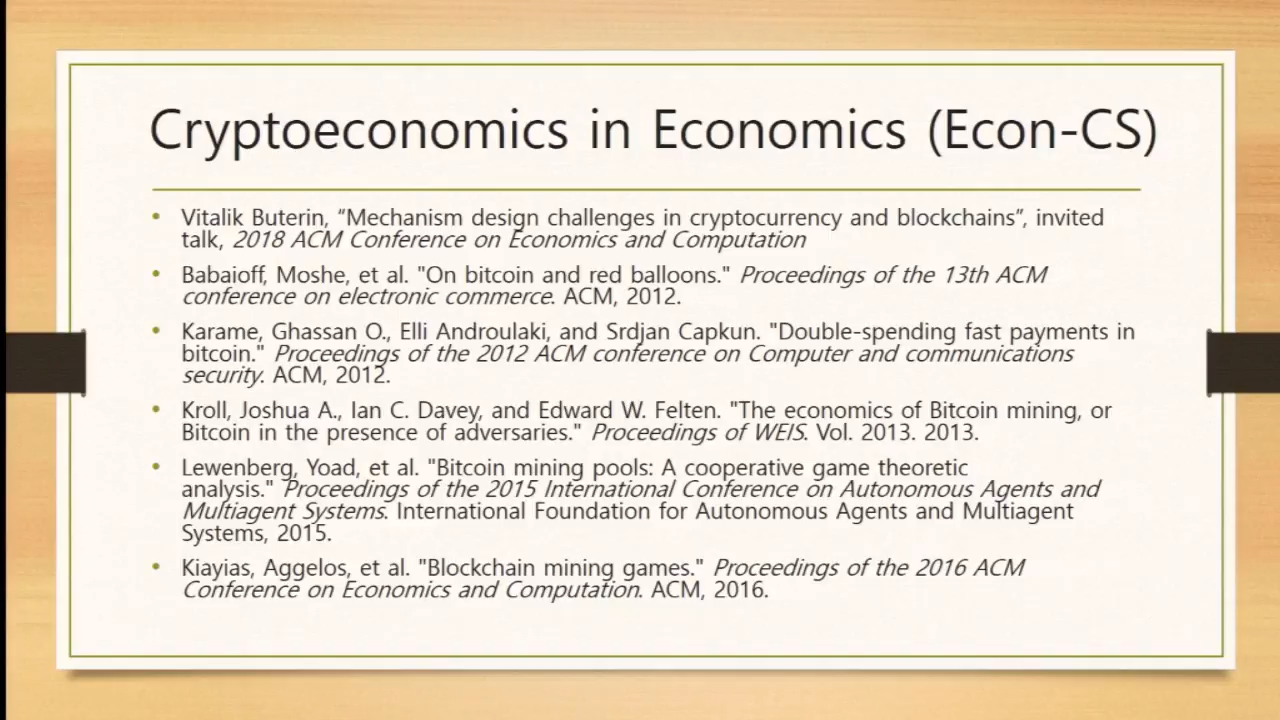 Cryptoeconomics in Economics (Econ-CS)
• Vitalik Buterin, “Mechanism design challenges in cryptocurrency and blockchains”, invited
talk, 2018 ACM Conference on Economics and Computation
• Babaioff, Moshe, et al. "On bitcoin and red balloons." Proceedings of the 13th ACM
conference on electronic commerce. ACM, 2012.
• Karame, Ghassan O., Elli Androulaki, and Srdjan Capkun. "Double-spending fast payments in
bitcoin." Proceedings of the 2012 ACM conference on Computer and communications
security. ACM, 2012.
• Kroll, Joshua A., Ian C. Davey, and Edward W. Felten. "The economics of Bitcoin mining, or
Bitcoin in the presence of adversaries." Proceedings of WEIS. Vol. 2013. 2013.
• Lewenberg, Yoad, et al. "Bitcoin mining pools: A cooperative game theoretic
analysis." Proceedings of the 2015 International Conference on Autonomous Agents and
Multiagent Systems. International Foundation for Autonomous Agents and Multiagent
Systems, 2015.
• Kiayias, Aggelos, et al. "Blockchain mining games." Proceedings of the 2016 ACM
Conference on Economics and Computation. ACM, 2016.